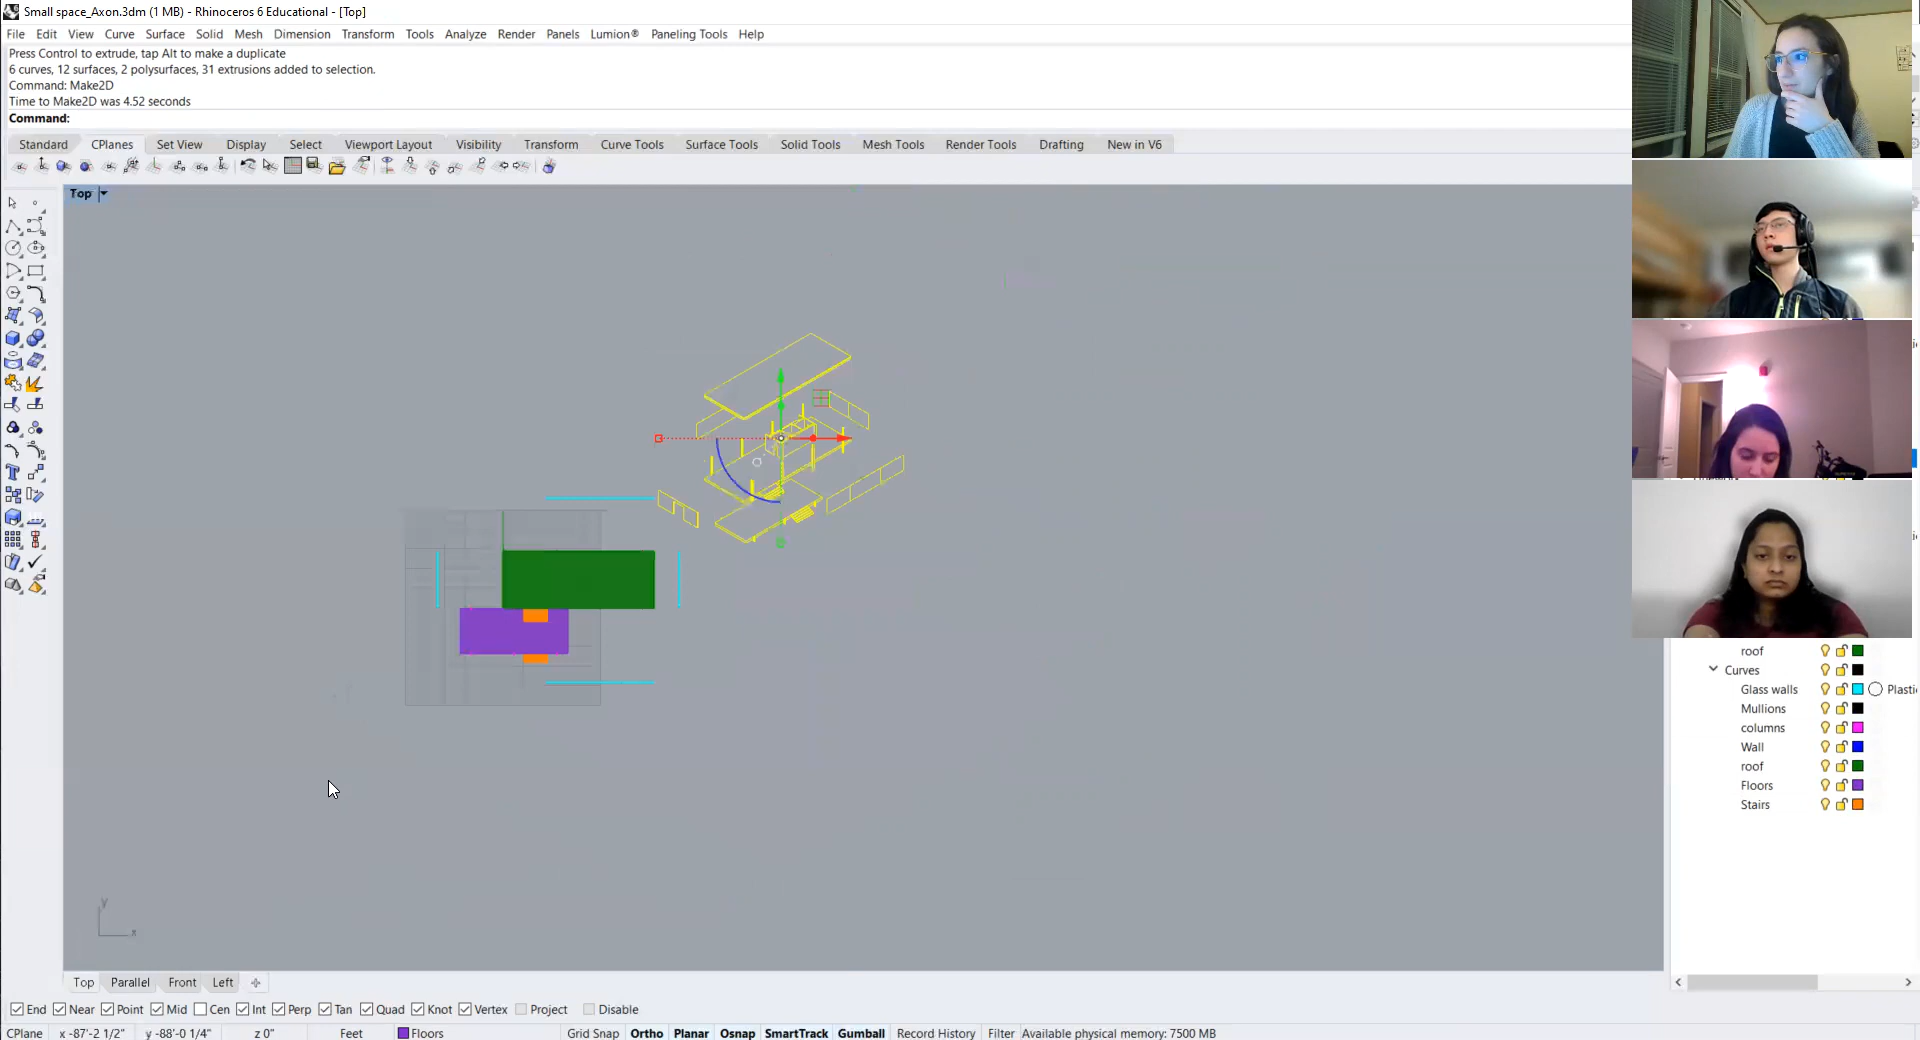 Small space_Axon.3dm (1 MB) - Rhinoceros 6 Educational - [Top]
File Edit View Curve Surface Solid Mesh Dimension Transform Tools Analyze Render Panels Lumion® Paneling Tools Help
Press Control to extrude, tap Alt to make a duplicate
6 curves, 12 surfaces, 2 polysurfaces, 31 extrusions added to selection.
Command: Make2D
Time to Make2D was 4.52 seconds
Command:
Standard CPlanes Set View Display Select Viewport Layout Visibility Transform Curve Tools Surface Tools Solid Tools Mesh Tools Render Tools Drafting New in V6
Top
roof
Curves
Glass walls Plasti
Mullions
columns
Wall
roof
Floors
Stairs
y
x
Top Parallel Front Left
End Near Point Mid Cen Int Perp Tan Quad Knot Vertex Project Disable
CPlane x -87'-2 1/2" y -88'-0 1/4" z 0" Feet Floors Grid Snap Ortho Planar Osnap SmartTrack Gumball Record History Filter Available physical memory: 7500 MB